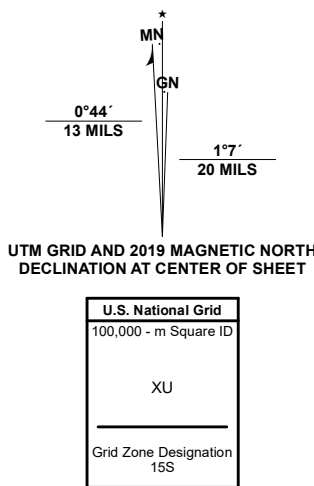 ★
MN
GN
0°44´
13 MILS
1°7´
20 MILS
UTM GRID AND 2019 MAGNETIC NORTH
DECLINATION AT CENTER OF SHEET
U.S. National Grid
100,000 - m Square ID
XU
Grid Zone Designation
15S